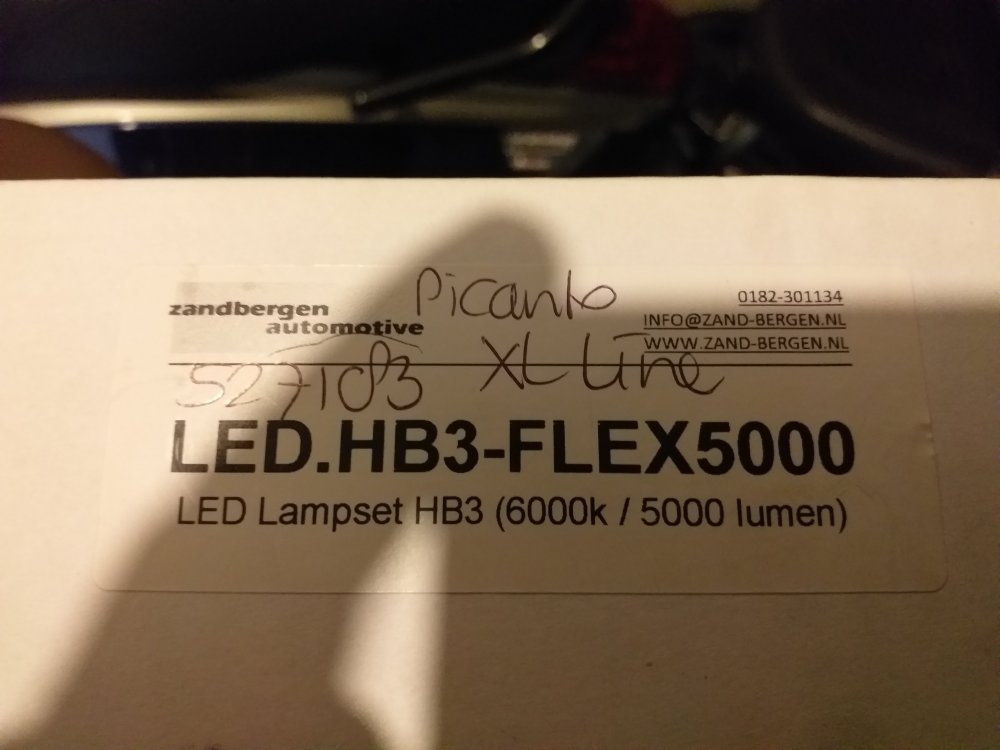 zandbergen
automotive
Picanto
XL Line
527183
0182-301134
INFO@ZAND-BERGEN.NL
WWW.ZAND-BERGEN.NL
LED.HB3-FLEX5000
LED Lampset HB3 (6000k / 5000 lumen)